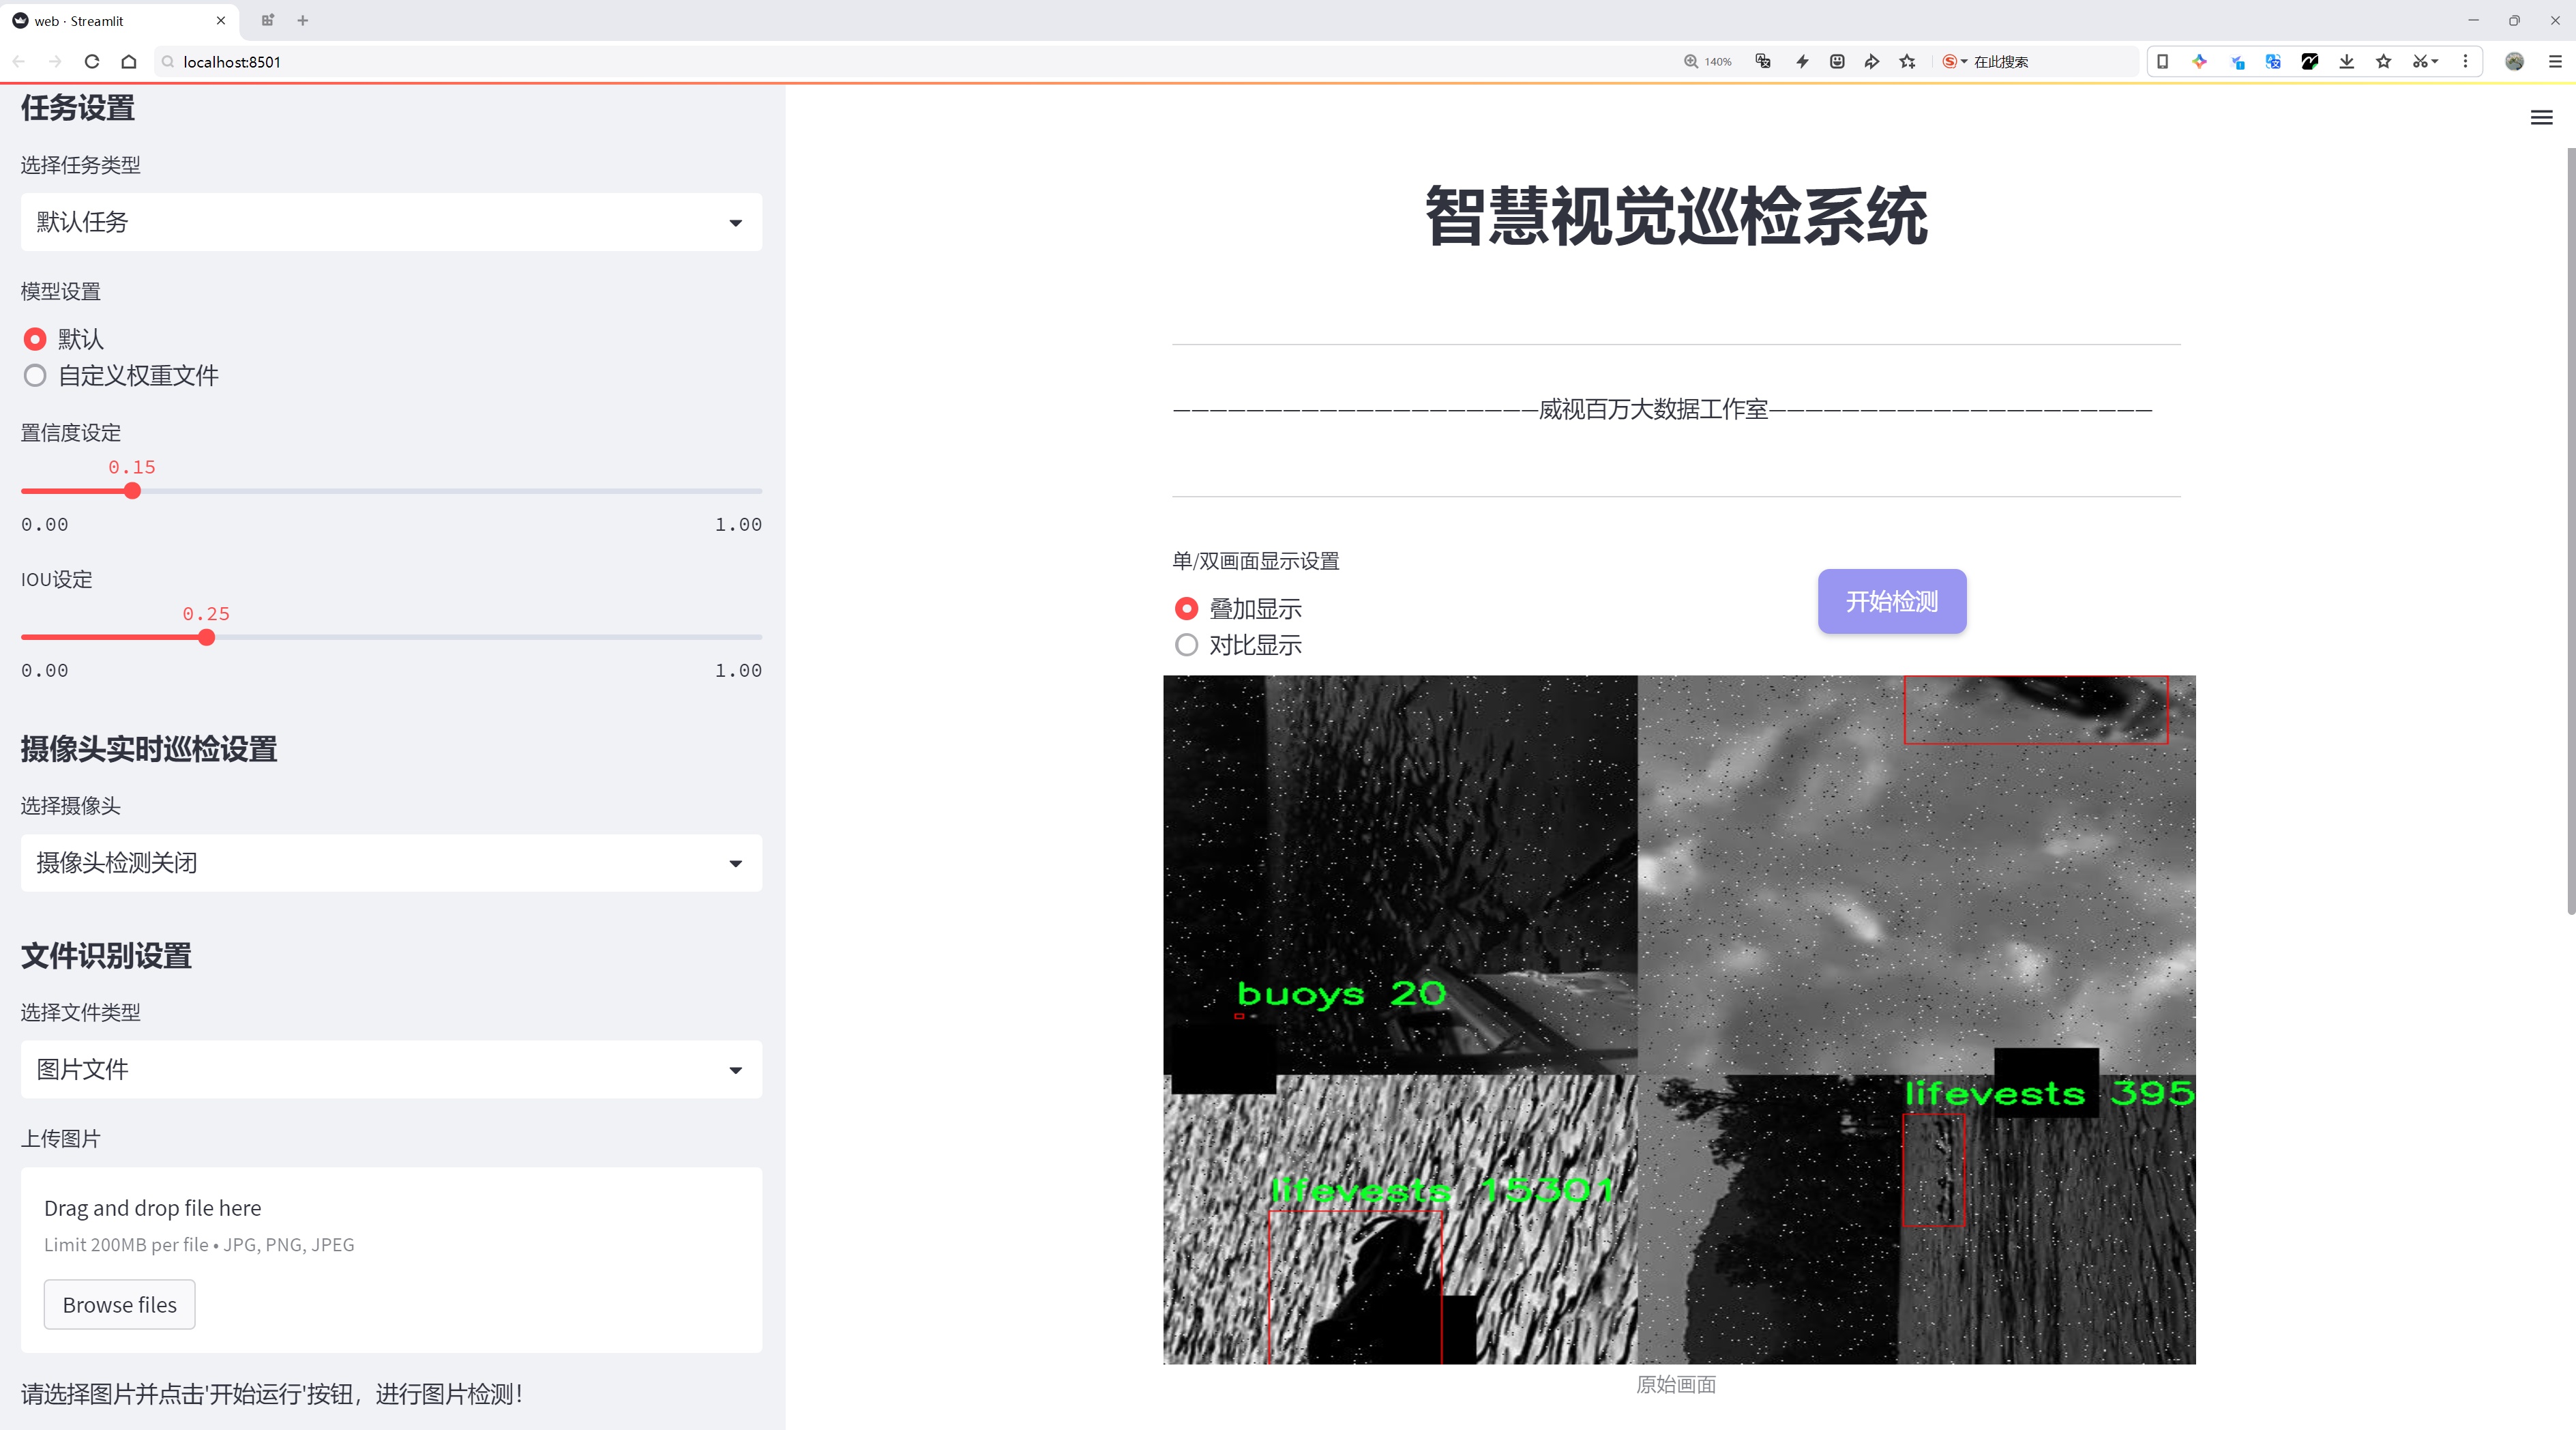 web · Streamlit
localhost:8501
140%
在此搜索
任务设置
选择任务类型
默认任务
模型设置
默认
自定义权重文件
置信度设定
0.15
0.00
1.00
IOU设定
0.25
0.00
1.00
摄像头实时巡检设置
选择摄像头
摄像头检测关闭
文件识别设置
选择文件类型
图片文件
上传图片
Drag and drop file here
Limit 200MB per file • JPG, PNG, JPEG
Browse files
请选择图片并点击'开始运行'按钮，进行图片检测！
智慧视觉巡检系统
————————————————————威视百万大数据工作室—————————————————————
单/双画面显示设置
叠加显示
对比显示
开始检测
buoys 20
lifevests 395
lifevests 15301
原始画面